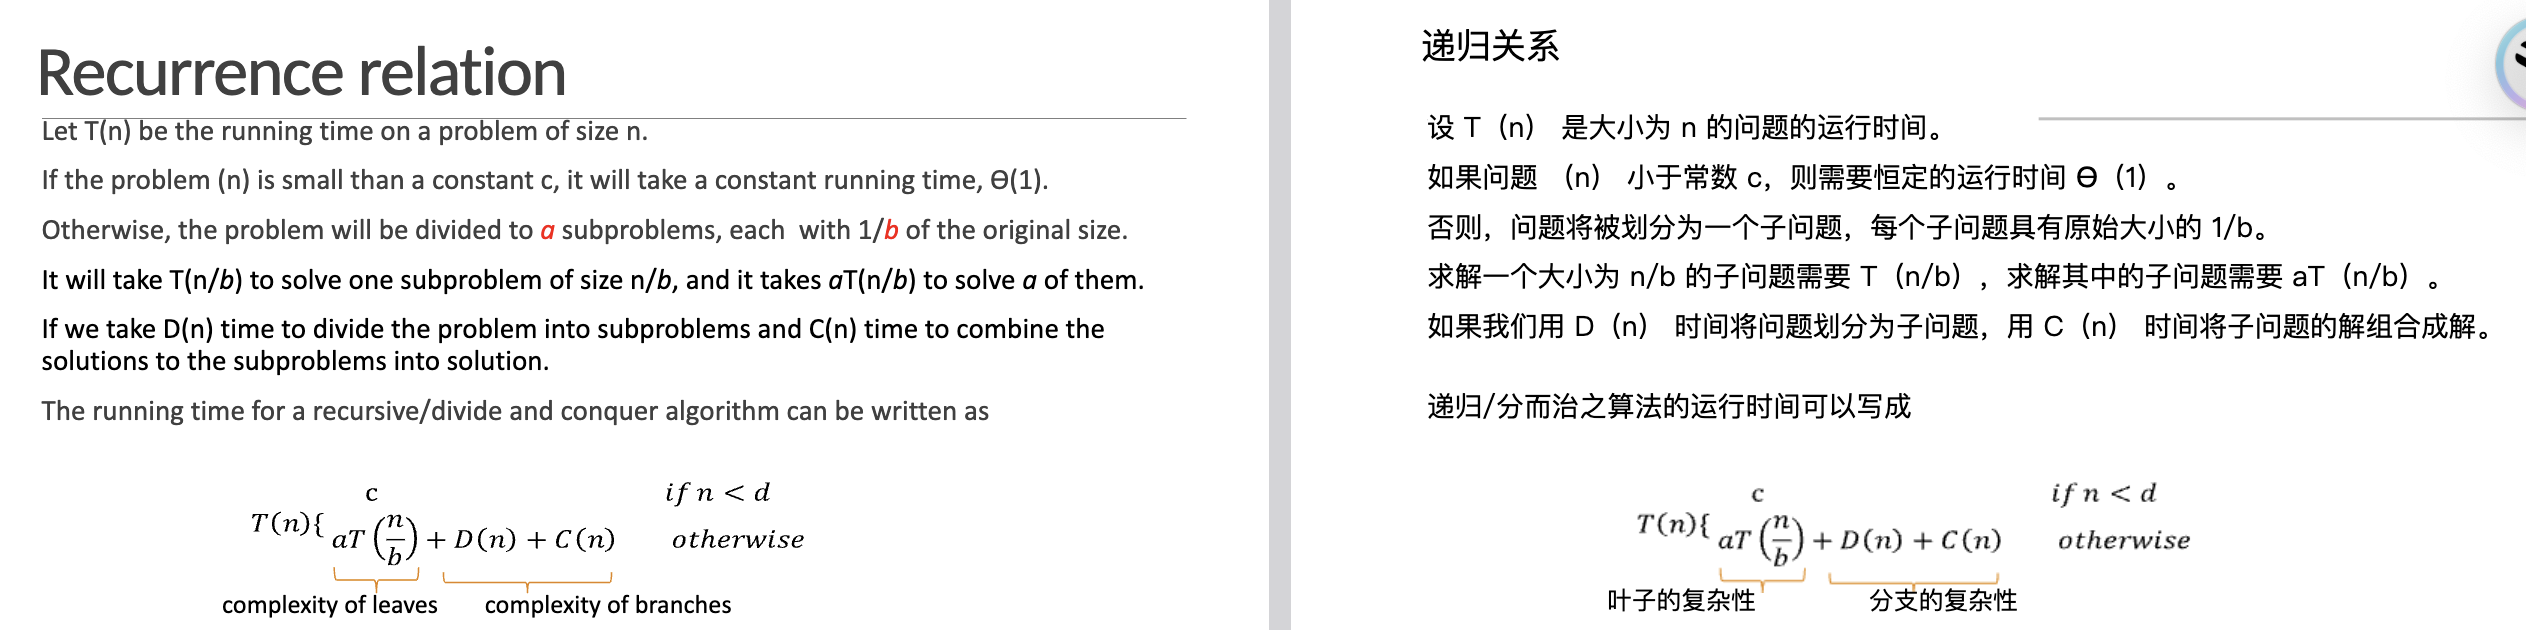 Recurrence relation
Let T(n) be the running time on a problem of size n.
If the problem (n) is small than a constant c, it will take a constant running time, Θ(1).
Otherwise, the problem will be divided to a subproblems, each with 1/b of the original size.
It will take T(n/b) to solve one subproblem of size n/b, and it takes aT(n/b) to solve a of them.
If we take D(n) time to divide the problem into subproblems and C(n) time to combine the
solutions to the subproblems into solution.
The running time for a recursive/divide and conquer algorithm can be written as
c if n < d
T(n){ aT(n/b) + D(n) + C(n) otherwise
complexity of leaves complexity of branches
递归关系
设 T（n） 是大小为 n 的问题的运行时间。
如果问题 （n） 小于常数 c，则需要恒定的运行时间 Θ（1）。
否则，问题将被划分为一个子问题，每个子问题具有原始大小的 1/b。
求解一个大小为 n/b 的子问题需要 T（n/b），求解其中的子问题需要 aT（n/b）。
如果我们用 D（n） 时间将问题划分为子问题，用 C（n） 时间将子问题的解组合成解。
递归/分而治之算法的运行时间可以写成
c if n < d
T(n){ aT(n/b) + D(n) + C(n) otherwise
叶子的复杂性 分支的复杂性